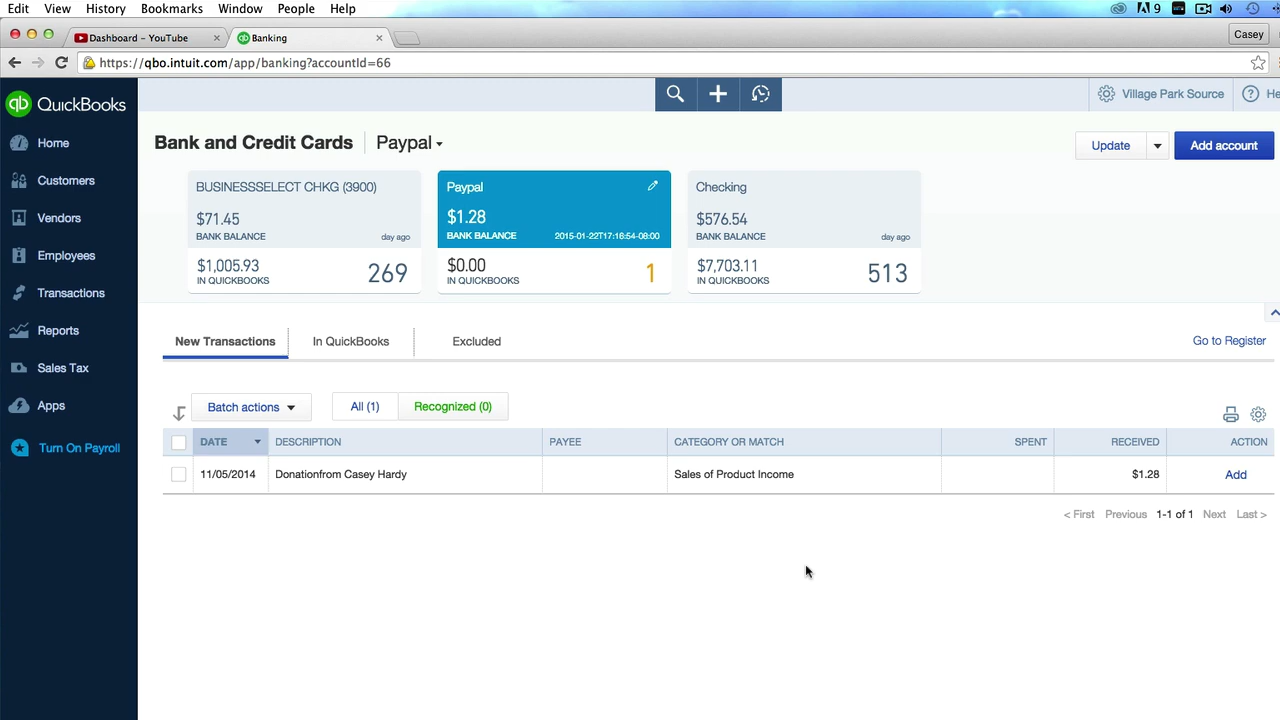 Edit View History Bookmarks Window People Help 9
Dashboard - YouTube × Banking × Casey
https://qbo.intuit.com/app/banking?accountId=66
qb QuickBooks Village Park Source ? He
Home
Customers
Vendors
Employees
Transactions
Reports
Sales Tax
Apps
Turn On Payroll
Bank and Credit Cards Paypal Update Add account
BUSINESSSELECT CHKG (3900)
$71.45
BANK BALANCE day ago
$1,005.93
IN QUICKBOOKS 269
Paypal
$1.28
BANK BALANCE 2015-01-22T17:16:54-08:00
$0.00
IN QUICKBOOKS 1
Checking
$576.54
BANK BALANCE day ago
$7,703.11
IN QUICKBOOKS 513
New Transactions In QuickBooks Excluded Go to Register
Batch actions All (1) Recognized (0)
DATE DESCRIPTION PAYEE CATEGORY OR MATCH SPENT RECEIVED ACTION
11/05/2014 Donationfrom Casey Hardy Sales of Product Income $1.28 Add
< First Previous 1-1 of 1 Next Last >